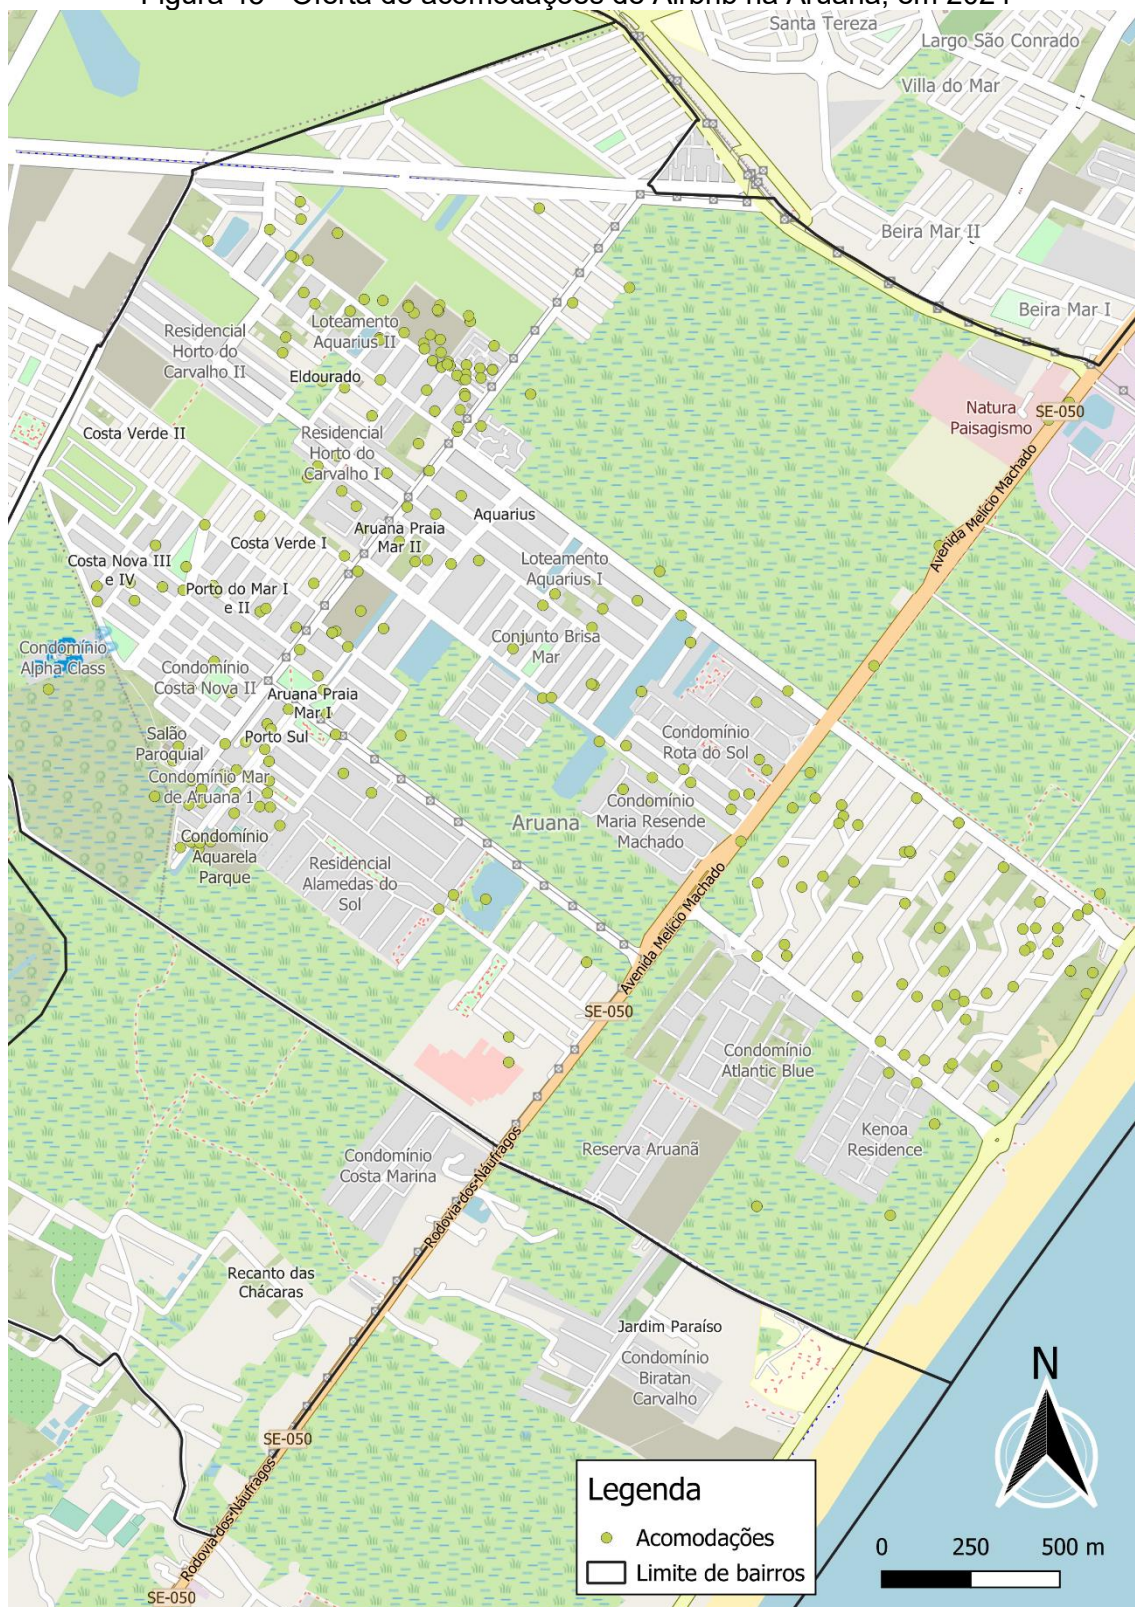 Santa Tereza
Largo São Conrado
Villa do Mar
Beira Mar II
Beira Mar I
Residencial
Horto do
Carvalho II
Loteamento
Aquarius II
Eldourado
Natura
Paisagismo
SE-050
Costa Verde II
Residencial
Horto do
Carvalho I
Avenida Melício Machado
Aquarius
Aruana Praia
Mar II
Costa Verde I
Costa Nova III
e IV
Loteamento
Aquarius I
Porto do Mar I
e II
Conjunto Brisa
Mar
Condomínio
Alpha Class
Condomínio
Costa Nova II
Aruana Praia
Mar I
Porto Sul
Salão
Paroquial
Condomínio
Rota do Sol
Condomínio Mar
de Aruana 1
Condomínio
Maria Resende
Machado
Aruana
Condomínio
Aquarela
Parque
Residencial
Alamedas do
Sol
Avenida Melício Machado
SE-050
Condomínio
Atlantic Blue
Kenoa
Residence
Reserva Aruanã
Condomínio
Costa Marina
Rodovia dos Náufragos
Recanto das
Chácaras
Jardim Paraíso
Condomínio
Biratan
Carvalho
SE-050
Rodovia dos Náufragos
SE-050
N
Legenda
Acomodações
Limite de bairros
0 250 500 m